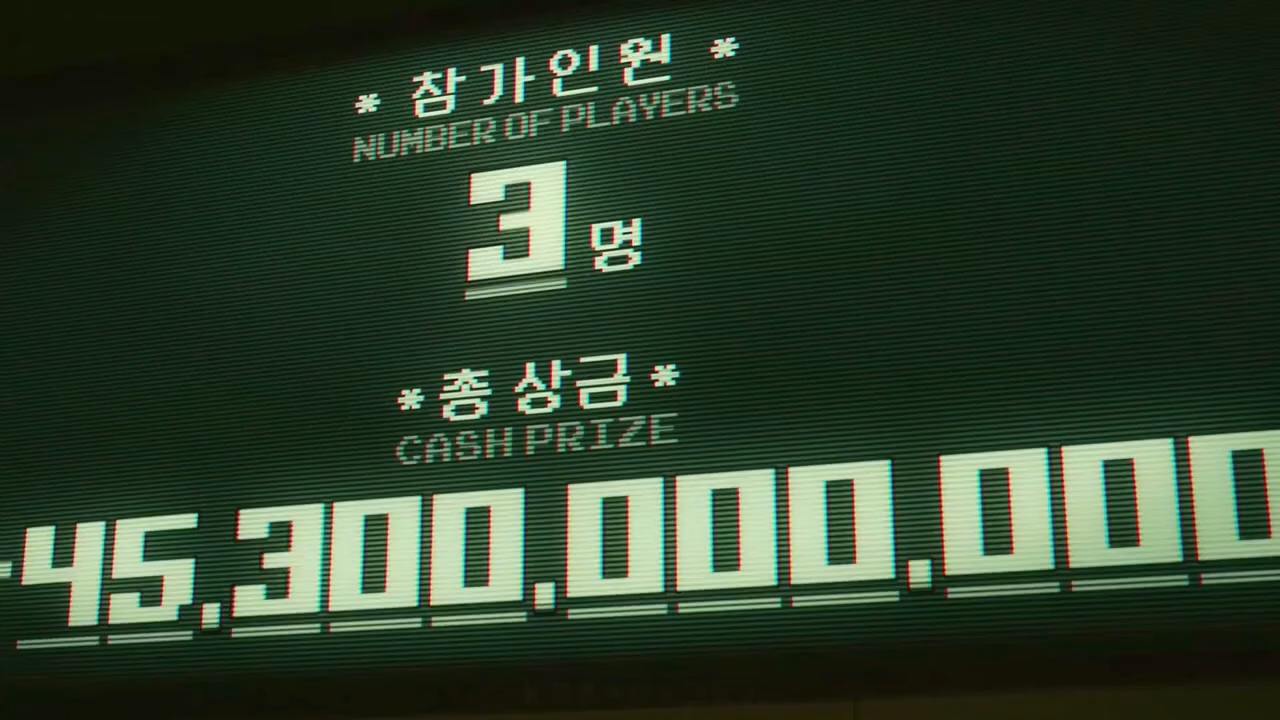 * 참가인원 *
NUMBER OF PLAYERS
3 명
* 총상금 *
CASH PRIZE
45,300,000,000